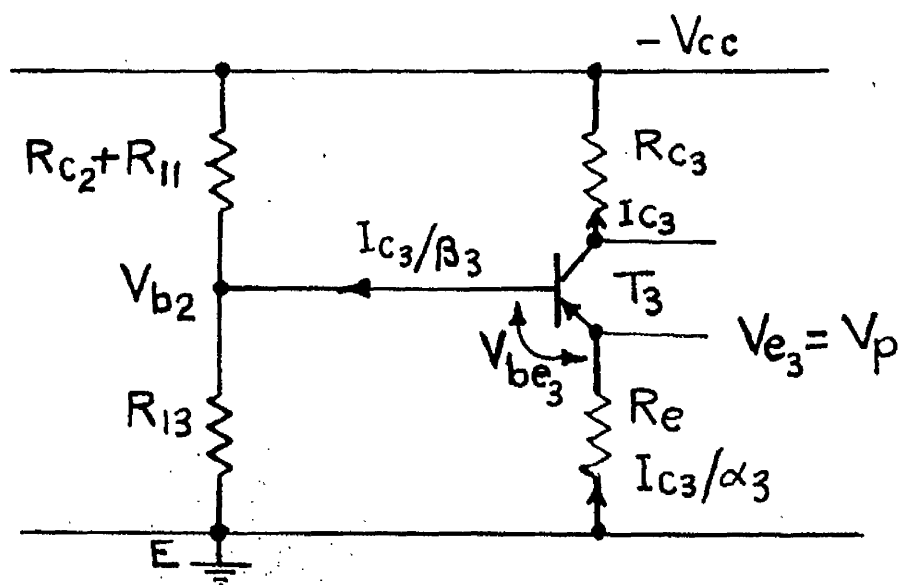 - Vcc
Rc2+R11
Rc3
Ic3
Ic3/β3
Vb2
T3
Ve3 = Vp
Vbe3
R13
Re
Ic3/α3
E